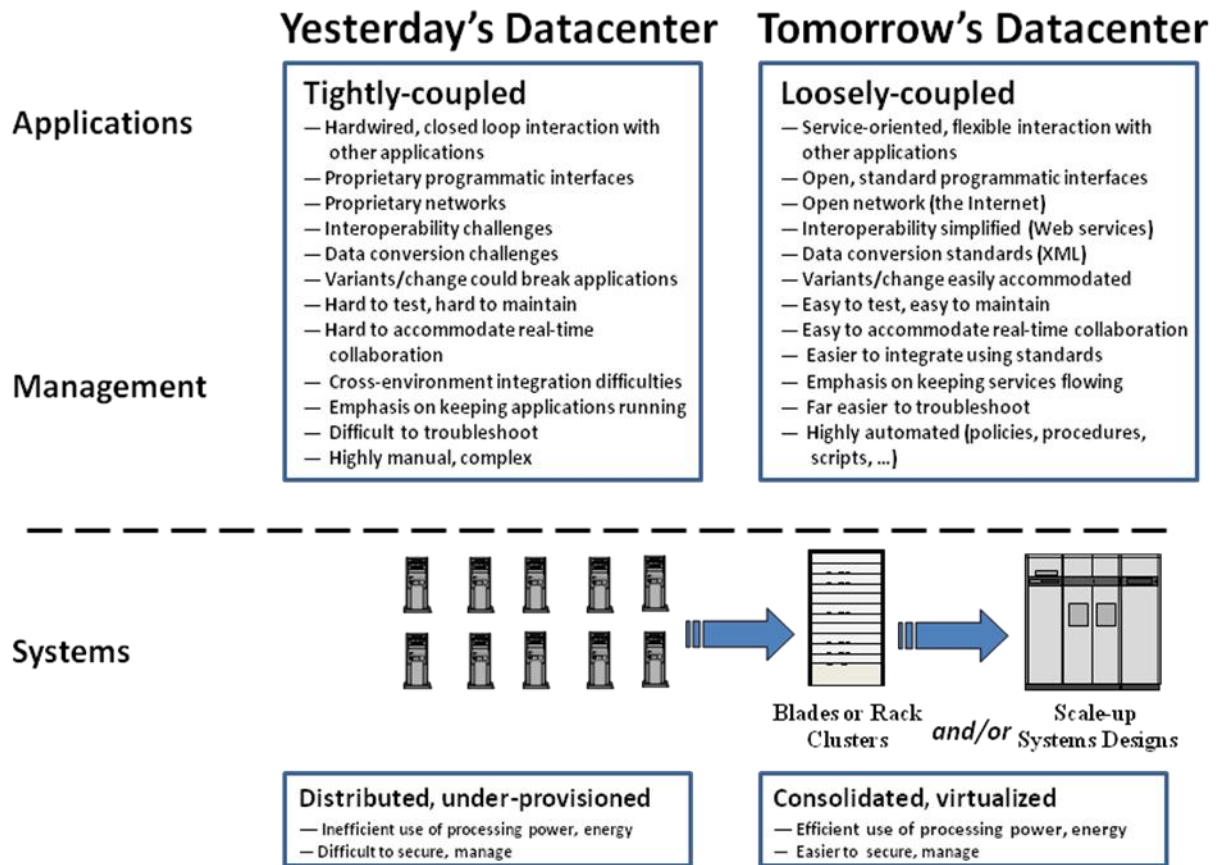 Yesterday's Datacenter
Tomorrow's Datacenter
Applications
Management
Tightly-coupled
— Hardwired, closed loop interaction with
other applications
— Proprietary programmatic interfaces
— Proprietary networks
— Interoperability challenges
— Data conversion challenges
— Variants/change could break applications
— Hard to test, hard to maintain
— Hard to accommodate real-time
collaboration
— Cross-environment integration difficulties
— Emphasis on keeping applications running
— Difficult to troubleshoot
— Highly manual, complex
Loosely-coupled
— Service-oriented, flexible interaction with
other applications
— Open, standard programmatic interfaces
— Open network (the Internet)
— Interoperability simplified (Web services)
— Data conversion standards (XML)
— Variants/change easily accommodated
— Easy to test, easy to maintain
— Easy to accommodate real-time collaboration
— Easier to integrate using standards
— Emphasis on keeping services flowing
— Far easier to troubleshoot
— Highly automated (policies, procedures,
scripts, ...)
Systems
Blades or Rack
Clusters
and/or
Scale-up
Systems Designs
Distributed, under-provisioned
— Inefficient use of processing power, energy
— Difficult to secure, manage
Consolidated, virtualized
— Efficient use of processing power, energy
— Easier to secure, manage